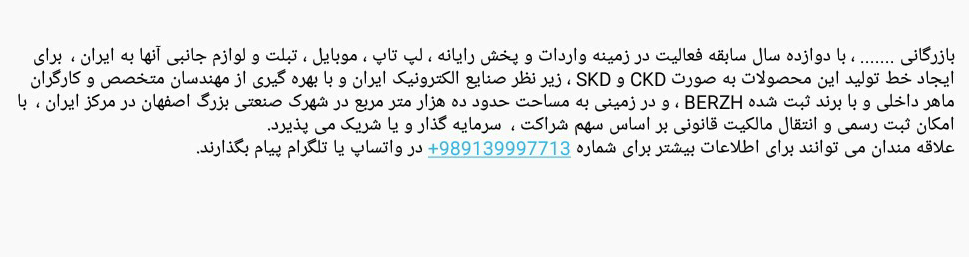 بازرگانی ....... ، با دوازده سال سابقه فعالیت در زمینه واردات و پخش رایانه ، لپ تاپ ، موبایل ، تبلت و لوازم جانبی آنها به ایران ، برای
ایجاد خط تولید این محصولات به صورت CKD و SKD ، زیر نظر صنایع الکترونیک ایران و با بهره گیری از مهندسان متخصص و کارگران
ماهر داخلی و با برند ثبت شده BERZH ، و در زمینی به مساحت حدود ده هزار متر مربع در شهرک صنعتی بزرگ اصفهان در مرکز ایران ، با
امکان ثبت رسمی و انتقال مالکیت قانونی بر اساس سهم شراکت ، سرمایه گذار و یا شریک می پذیرد.
علاقه مندان می توانند برای اطلاعات بیشتر برای شماره 989139997713+ در واتساپ یا تلگرام پیام بگذارند.